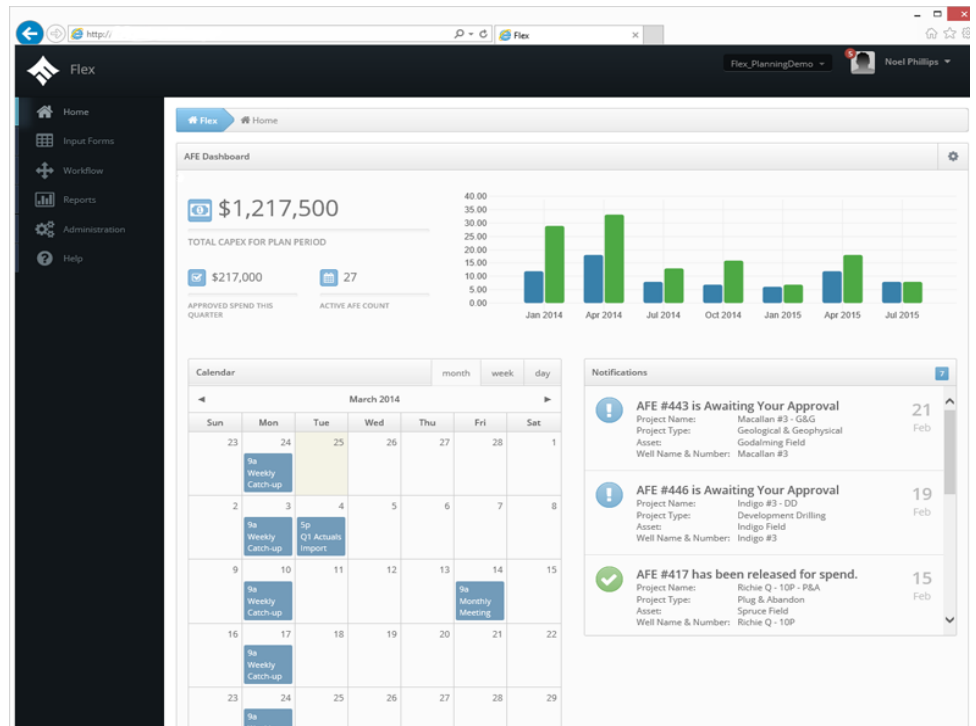 http://
Flex
Flex
Flex_PlanningDemo
5
Noel Phillips
Home
Input Forms
Workflow
Reports
Administration
Help
Flex
Home
AFE Dashboard
$1,217,500
TOTAL CAPEX FOR PLAN PERIOD
$217,000
APPROVED SPEND THIS
QUARTER
27
ACTIVE AFE COUNT
40.00
35.00
30.00
25.00
20.00
15.00
10.00
5.00
0.00
Jan 2014 Apr 2014 Jul 2014 Oct 2014 Jan 2015 Apr 2015 Jul 2015
Calendar
month week day
March 2014
Sun Mon Tue Wed Thu Fri Sat
23 24 25 26 27 28 1
9a
Weekly
Catch-up
2 3 4 5 6 7 8
9a
Weekly
Catch-up
5p
Q1 Actuals
Import
9 10 11 12 13 14 15
9a
Weekly
Catch-up
9a
Monthly
Meeting
16 17 18 19 20 21 22
9a
Weekly
Catch-up
23 24 25 26 27 28 29
9a
Notifications
7
AFE #443 is Awaiting Your Approval
Project Name: Macallan #3 - G&G
Project Type: Geological & Geophysical
Asset: Godalming Field
Well Name & Number: Macallan #3
21
Feb
AFE #446 is Awaiting Your Approval
Project Name: Indigo #3 - DD
Project Type: Development Drilling
Asset: Indigo Field
Well Name & Number: Indigo #3
19
Feb
AFE #417 has been released for spend.
Project Name: Richie Q - 10P - P&A
Project Type: Plug & Abandon
Asset: Spruce Field
Well Name & Number: Richie Q - 10P
15
Feb